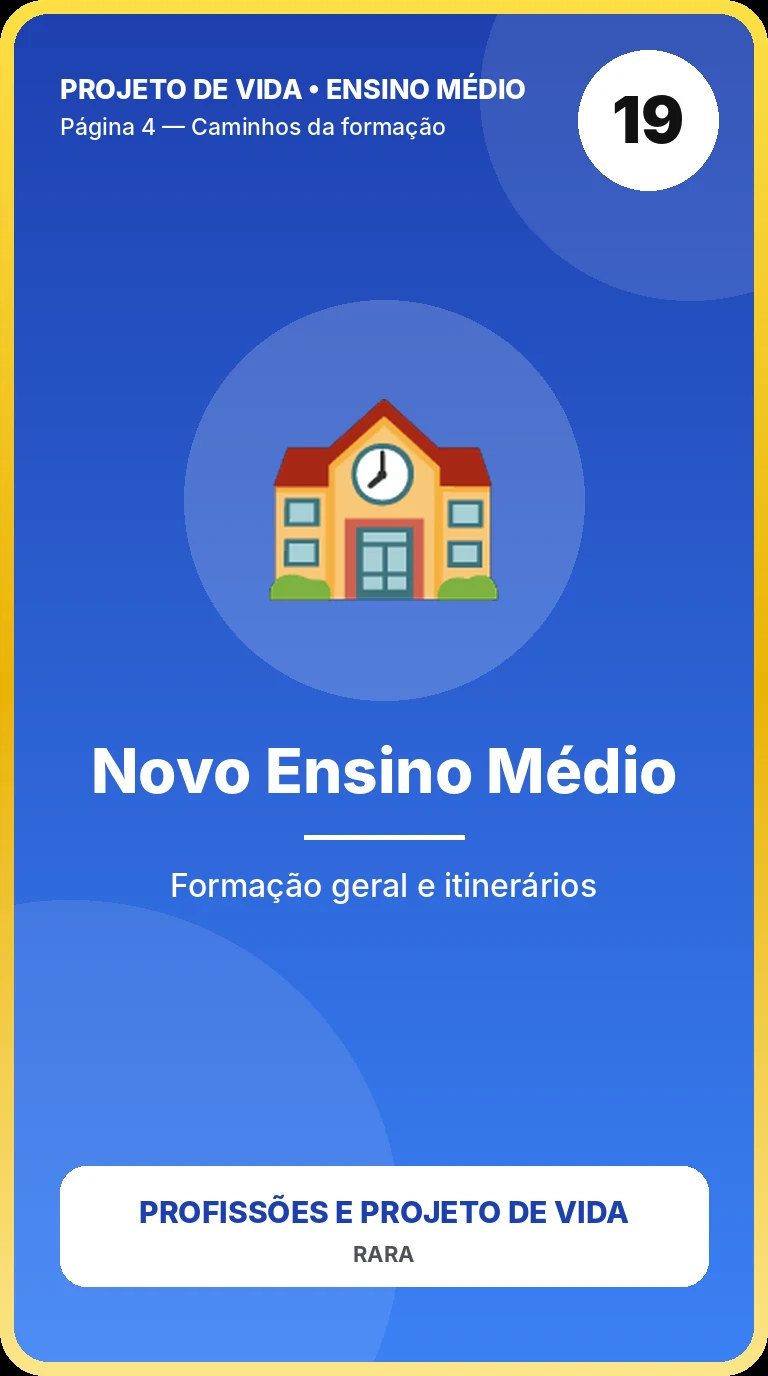 PROJETO DE VIDA • ENSINO MÉDIO
Página 4 — Caminhos da formação
19
Novo Ensino Médio
Formação geral e itinerários
PROFISSÕES E PROJETO DE VIDA
RARA